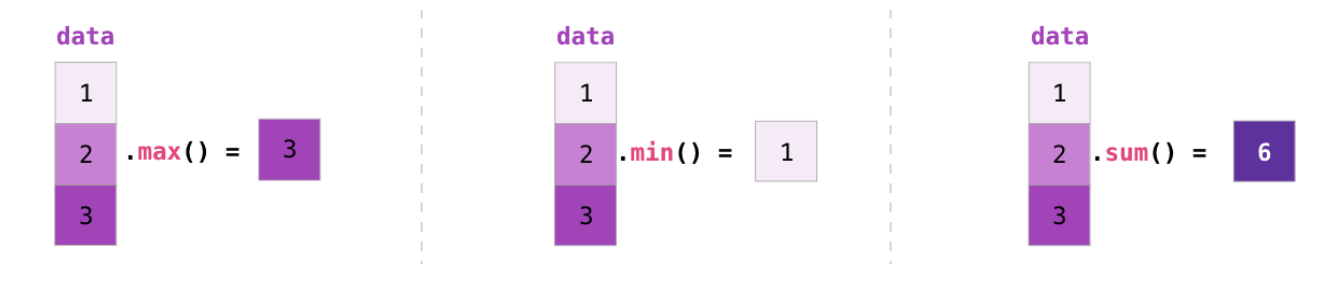 data data data
1 1 1
2 .max() = 3 2 .min() = 1 2 .sum() = 6
3 3 3